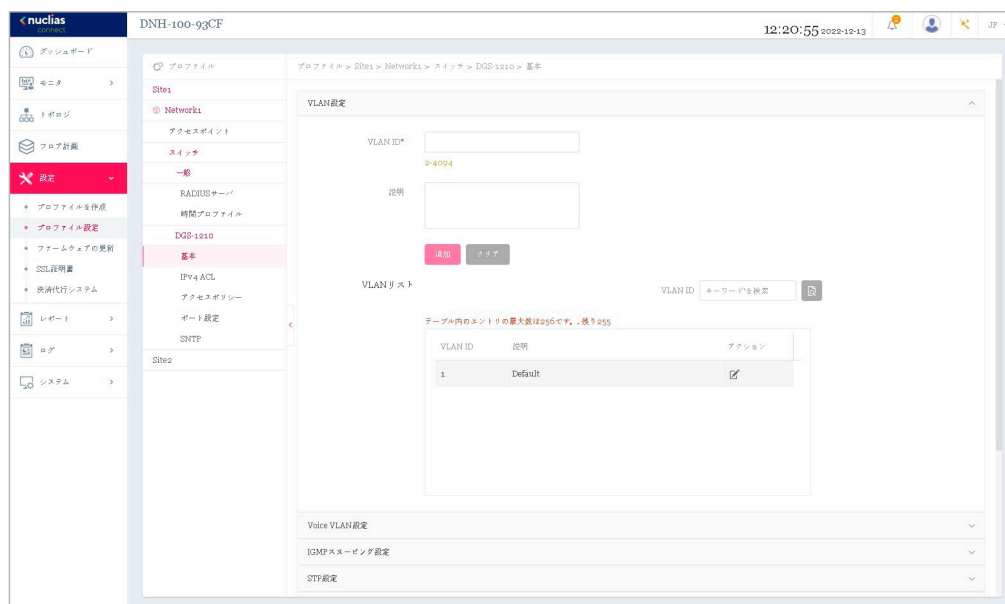 nuclias
connect
DNH-100-93CF
12:20:55 2022-12-13
JP
ダッシュボード
モニタ
トポロジ
フロア計画
設定
プロファイルを作成
プロファイル設定
ファームウェアの更新
SSL証明書
決済代行システム
レポート
ログ
システム
プロファイル
Site1
Network1
アクセスポイント
スイッチ
一般
RADIUSサーバ
時間プロファイル
DGS-1210
基本
IPv4 ACL
アクセスポリシー
ポート設定
SNTP
Site2
プロファイル > Site1 > Network1 > スイッチ > DGS-1210 > 基本
VLAN設定
VLAN ID*
2-4094
説明
追加 クリア
VLANリスト
VLAN ID キーワードを検索
テーブル内のエントリの最大数は256です。. 残り255
VLAN ID 説明 アクション
1 Default
Voice VLAN設定
IGMPスヌーピング設定
STP設定